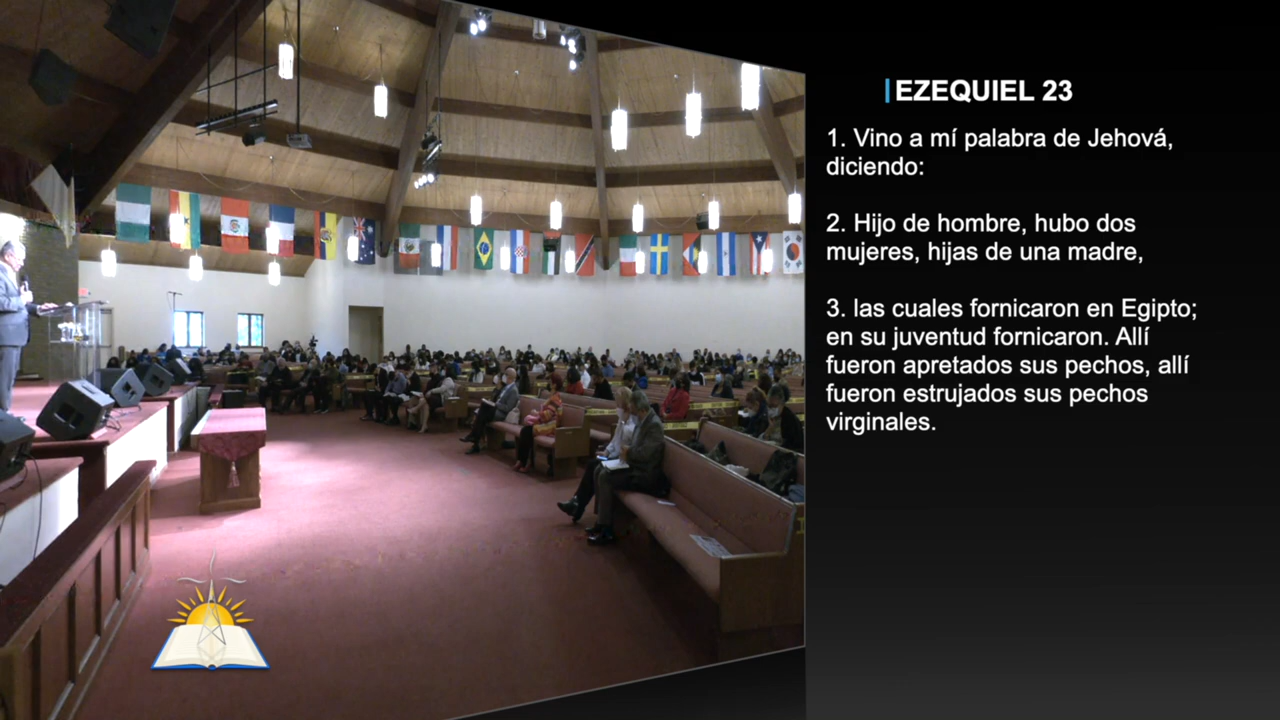 EZEQUIEL 23
1. Vino a mí palabra de Jehová,
diciendo:
2. Hijo de hombre, hubo dos
mujeres, hijas de una madre,
3. las cuales fornicaron en Egipto;
en su juventud fornicaron. Allí
fueron apretados sus pechos, allí
fueron estrujados sus pechos
virginales.